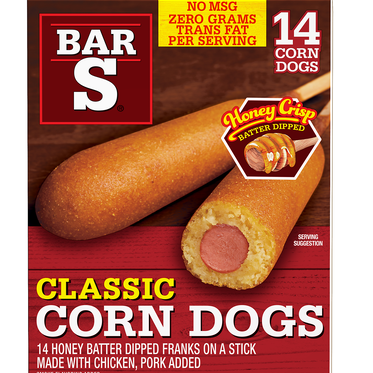 NO MSG
ZERO GRAMS
TRANS FAT
PER SERVING
14
CORN
DOGS
BAR
S®
Honey Crisp
BATTER DIPPED
SERVING
SUGGESTION
CLASSIC
CORN DOGS
14 HONEY BATTER DIPPED FRANKS ON A STICK
MADE WITH CHICKEN, PORK ADDED